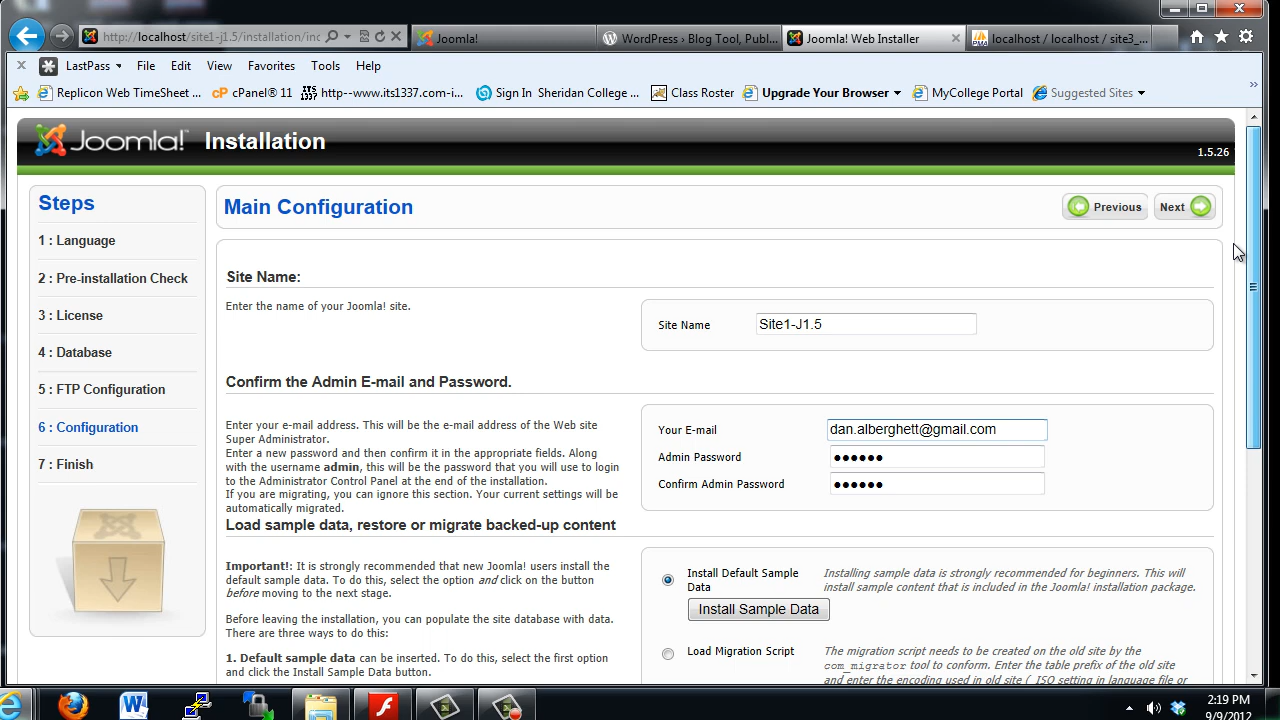 http://localhost/site1-j1.5/installation/inc
Joomla!
WordPress › Blog Tool, Publ...
Joomla! Web Installer
localhost / localhost / site3_...
LastPass File Edit View Favorites Tools Help
Replicon Web TimeSheet ... cPanel® 11 http--www.its1337.com-i... Sign In Sheridan College ... Class Roster Upgrade Your Browser MyCollege Portal Suggested Sites
Joomla! Installation
1.5.26
Steps
1 : Language
2 : Pre-installation Check
3 : License
4 : Database
5 : FTP Configuration
6 : Configuration
7 : Finish
Main Configuration
Previous
Next
Site Name:
Enter the name of your Joomla! site.
Site Name Site1-J1.5
Confirm the Admin E-mail and Password.
Enter your e-mail address. This will be the e-mail address of the Web site
Super Administrator.
Enter a new password and then confirm it in the appropriate fields. Along
with the username admin, this will be the password that you will use to login
to the Administrator Control Panel at the end of the installation.
If you are migrating, you can ignore this section. Your current settings will be
automatically migrated.
Your E-mail dan.alberghett@gmail.com
Admin Password ●●●●●●
Confirm Admin Password ●●●●●●
Load sample data, restore or migrate backed-up content
Important!: It is strongly recommended that new Joomla! users install the
default sample data. To do this, select the option and click on the button
before moving to the next stage.
Before leaving the installation, you can populate the site database with data.
There are three ways to do this:
1. Default sample data can be inserted. To do this, select the first option
and click the Install Sample Data button.
Install Default Sample
Data
Installing sample data is strongly recommended for beginners. This will
install sample content that is included in the Joomla! installation package.
Install Sample Data
Load Migration Script
The migration script needs to be created on the old site by the
com_migrator tool to conform. Enter the table prefix of the old site
and enter the encoding used in old site (_ISO setting in language file or
2:19 PM
9/9/2012